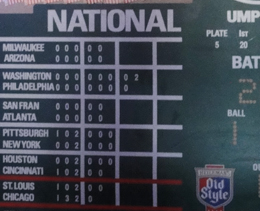 NATIONAL
UMP
PLATE 1ST
5 20
MILWAUKEE 0 0 0 0 0
ARIZONA 0 0 0 0 0
BAT
WASHINGTON 0 0 0 0 0 0 0 2
PHILADELPHIA 0 0 0 0 0 0 0
2
SAN FRAN 0 0 0 0 0
ATLANTA 0 0 0 0 0
BALL
1
PITTSBURGH 1 0 2 0 0 0
NEW YORK 0 0 2 0 0 0
HOUSTON 0 0 2 0 0 0
CINCINNATI 1 0 2 0 0
ST. LOUIS 1 0 2 0 0
CHICAGO 1 3 2 0
Old
Style